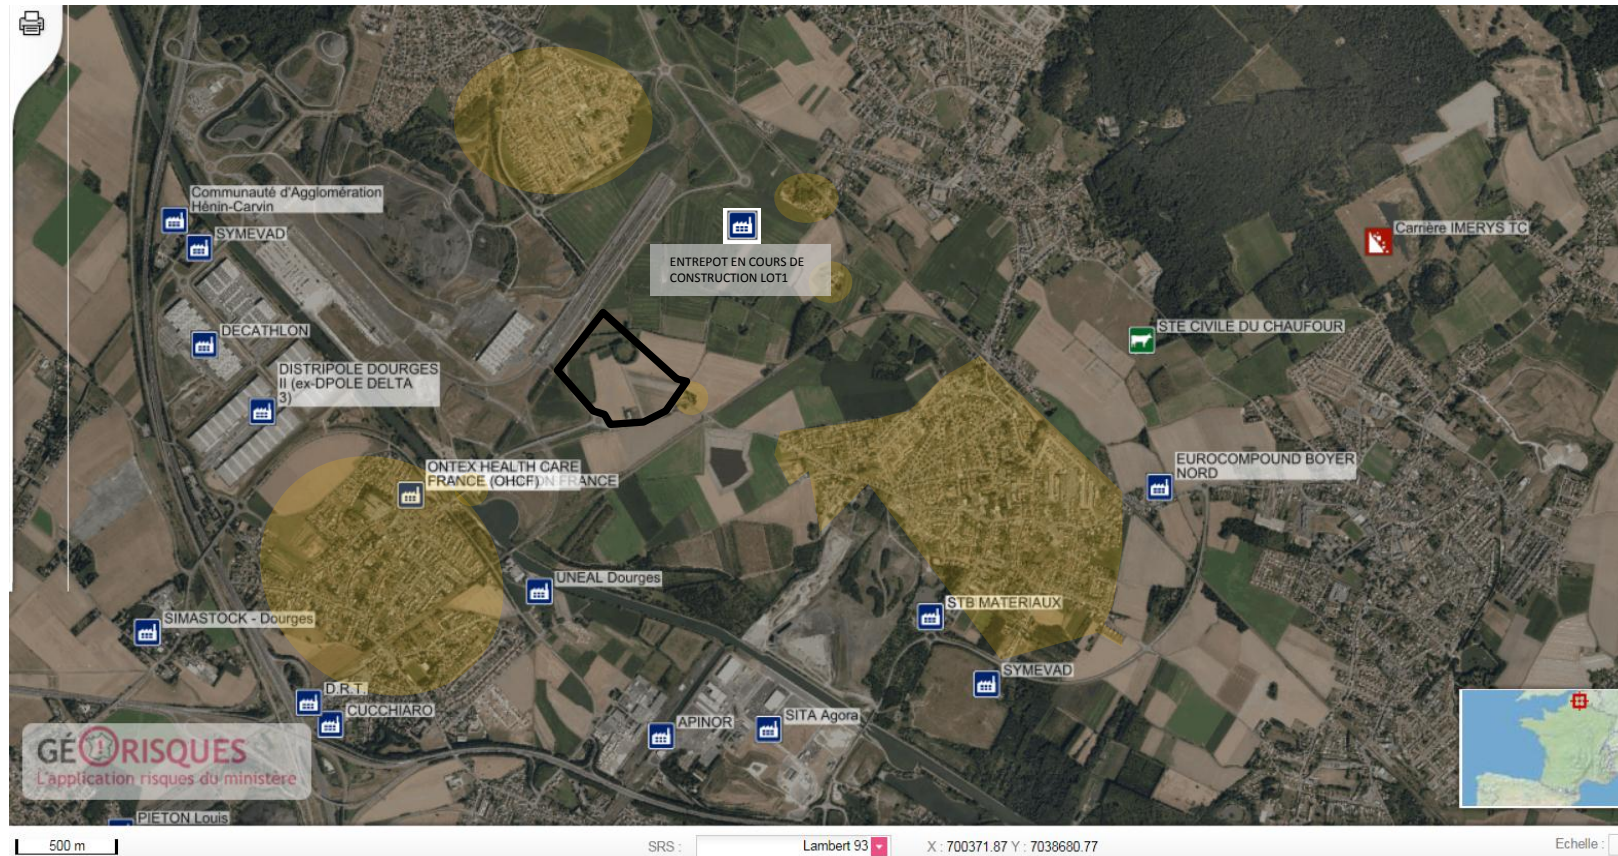 Communauté d'Agglomération
Hénin-Carvin
SYMEVAD
ENTREPOT EN COURS DE
CONSTRUCTION LOT1
Carrière IMERYS TC
DECATHLON
STE CIVILE DU CHAUFOUR
DISTRIPOLE DOURGES
II (ex-DPOLE DELTA
3)
ONTEX HEALTH CARE
FRANCE (OHCF) FRANCE
EUROCOMPOUND BOYER
NORD
UNEAL Dourges
STB MATERIAUX
SIMASTOCK - Dourges
SYMEVAD
D.R.T.
CUCCHIARO
APINOR
SITA Agora
GÉORISQUES
L'application risques du ministère
PIETON Louis
500 m
SRS :
Lambert 93
X : 700371.87 Y : 7038680.77
Echelle :